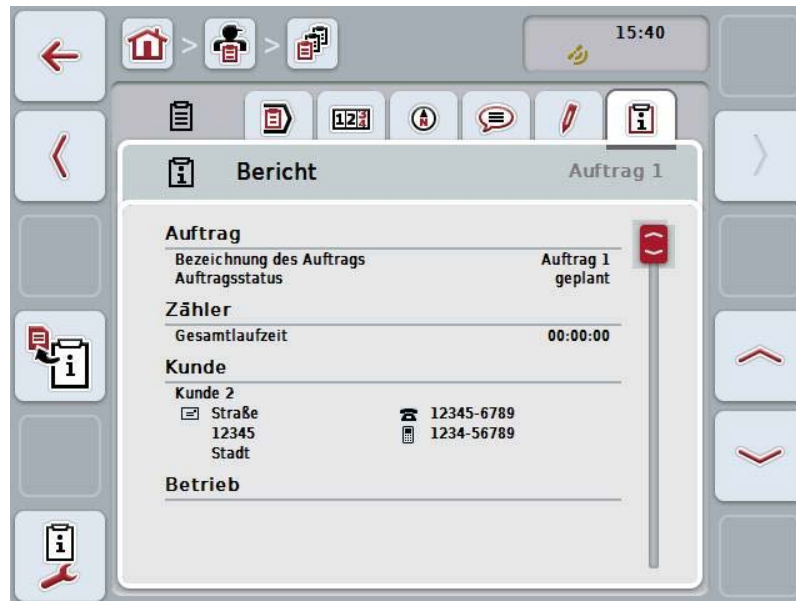 15:40
Bericht Auftrag 1
Auftrag
Bezeichnung des Auftrags Auftrag 1
Auftragsstatus geplant
Zähler
Gesamtlaufzeit 00:00:00
Kunde
Kunde 2
Straße 12345-6789
12345 1234-56789
Stadt
Betrieb